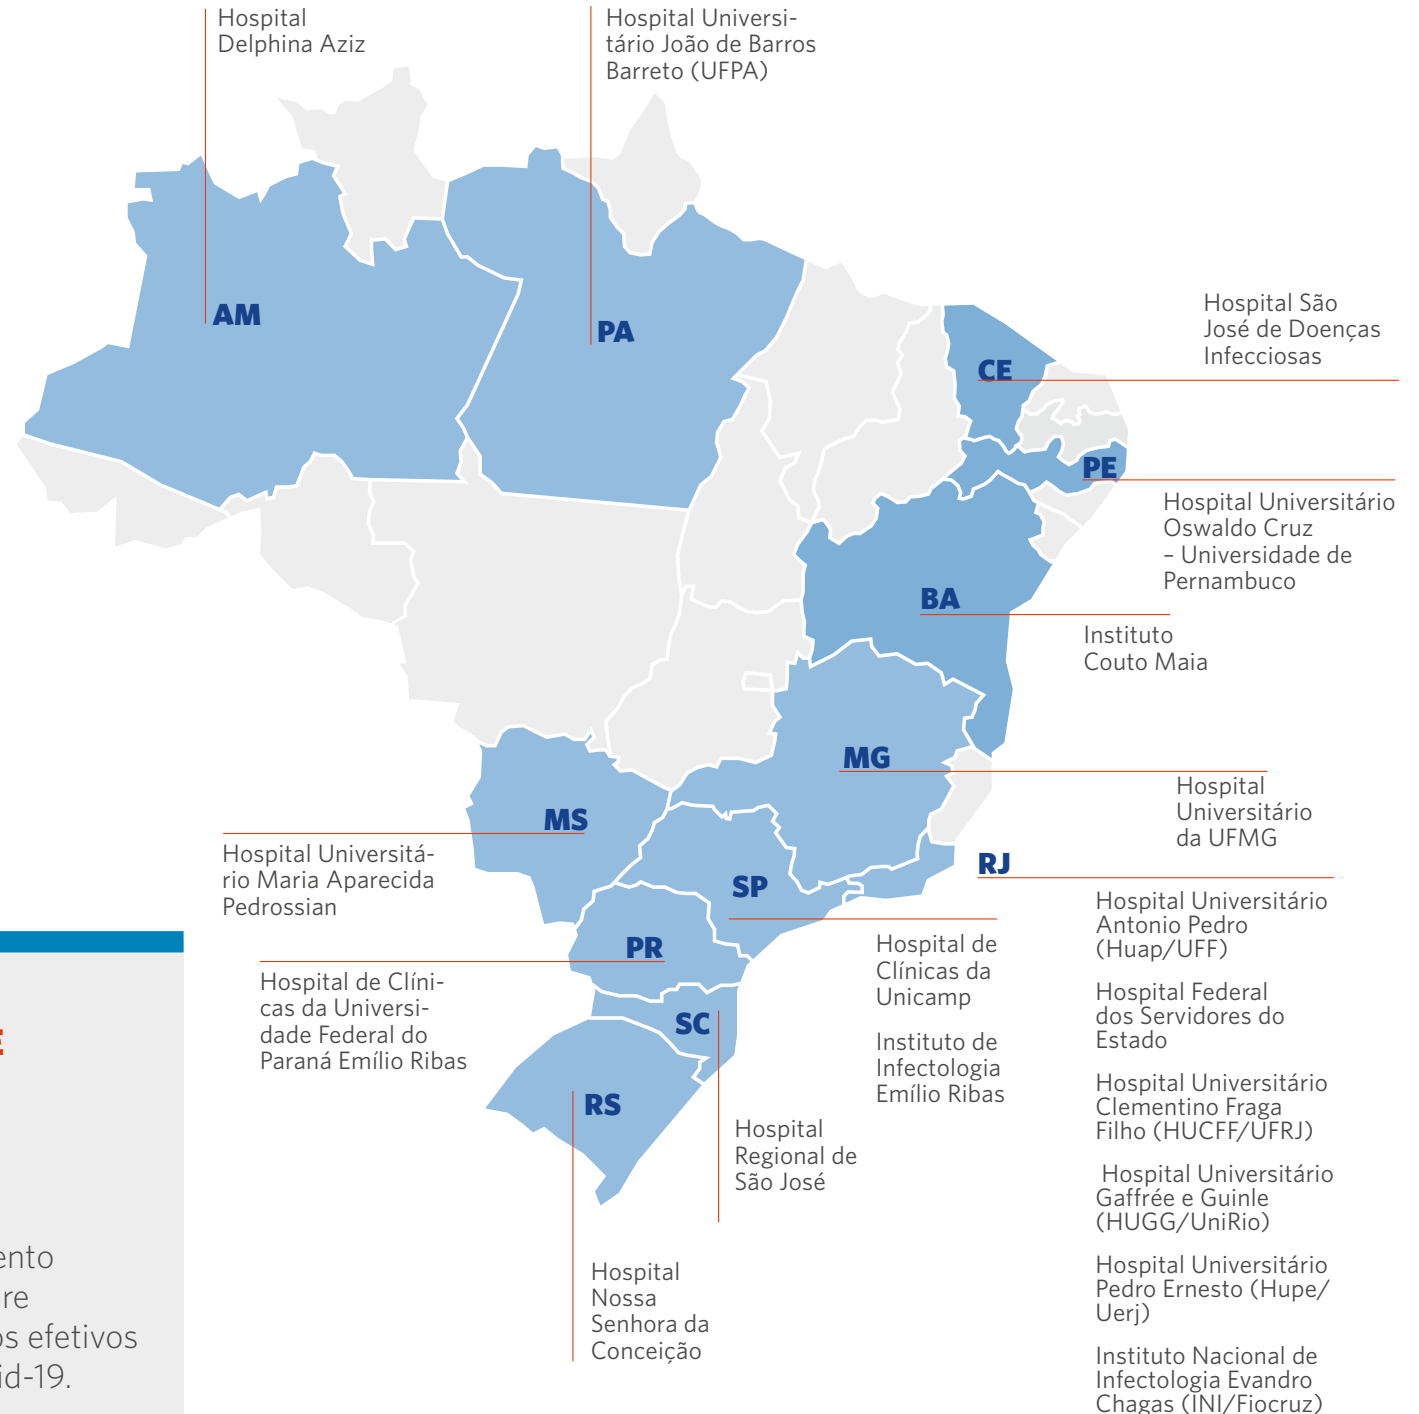 Hospital
Delphina Aziz
Hospital Universi-
tário João de Barros
Barreto (UFPA)
AM
PA
Hospital São
José de Doenças
Infecciosas
CE
PE
Hospital Universitário
Oswaldo Cruz
– Universidade de
Pernambuco
BA
Instituto
Couto Maia
MG
Hospital
Universitário
da UFMG
MS
Hospital Universitá-
rio Maria Aparecida
Pedrossian
RJ
Hospital Universitário
Antonio Pedro
(Huap/UFF)
Hospital Federal
dos Servidores do
Estado
Hospital Universitário
Clementino Fraga
Filho (HUCFF/UFRJ)
Hospital Universitário
Gaffrée e Guinle
(HUGG/UniRio)
Hospital Universitário
Pedro Ernesto (Hupe/
Uerj)
Instituto Nacional de
Infectologia Evandro
Chagas (INI/Fiocruz)
SP
Hospital de
Clínicas da
Unicamp
Instituto de
Infectologia
Emílio Ribas
PR
Hospital de Clíni-
cas da Universi-
dade Federal do
Paraná Emílio Ribas
SC
Hospital
Regional de
São José
RS
Hospital
Nossa
Senhora da
Conceição
E
ento
re
os efetivos
id-19.